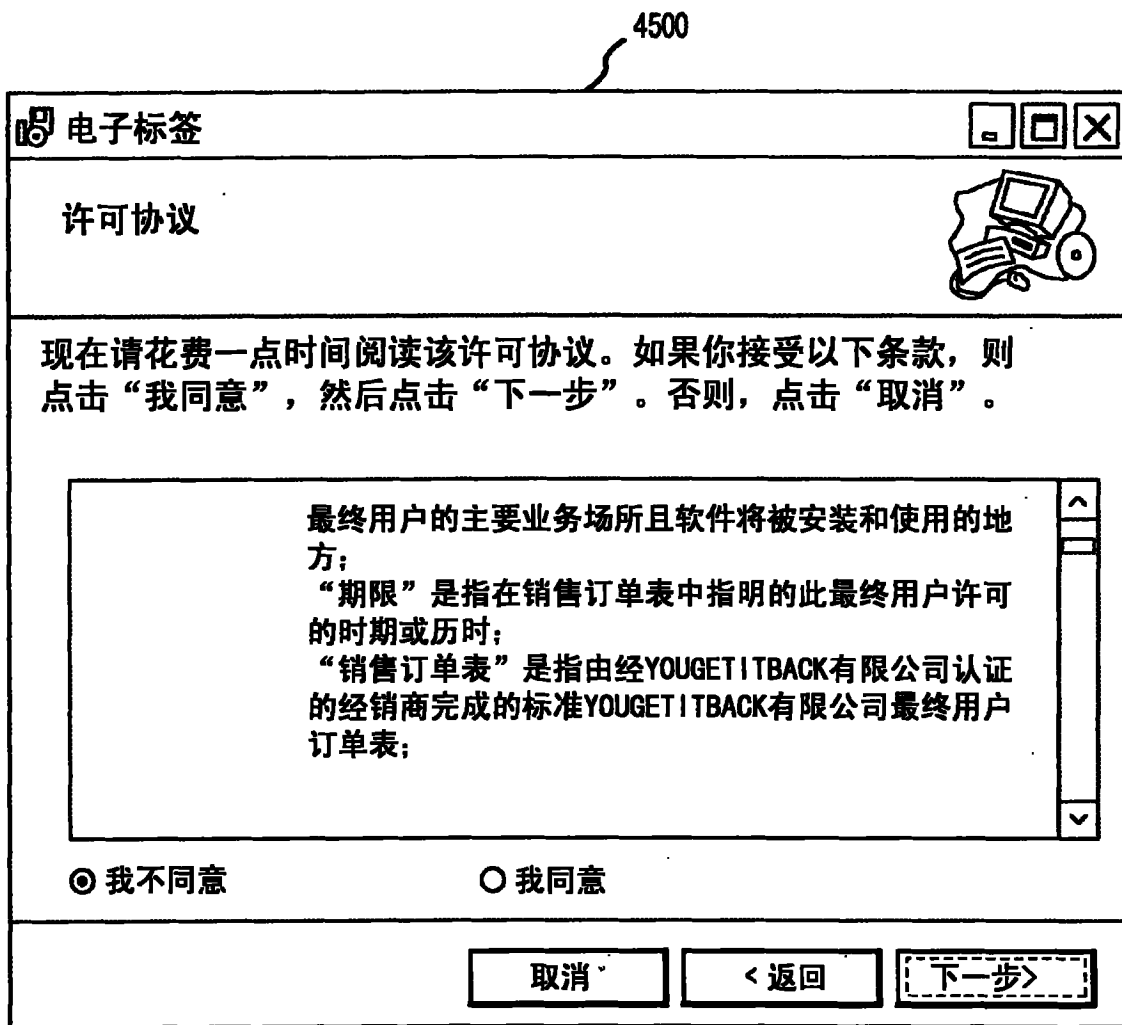 4500
电子标签
许可协议
现在请花费一点时间阅读该许可协议。如果你接受以下条款，则
点击“我同意”，然后点击“下一步”。否则，点击“取消”。
最终用户的主要业务场所且软件将被安装和使用的地
方；
“期限”是指在销售订单表中指明的此最终用户许可
的时期或历时；
“销售订单表”是指由经YOUGETITBACK有限公司认证
的经销商完成的标准YOUGETITBACK有限公司最终用户
订单表；
我不同意
我同意
取消
<返回
下一步>